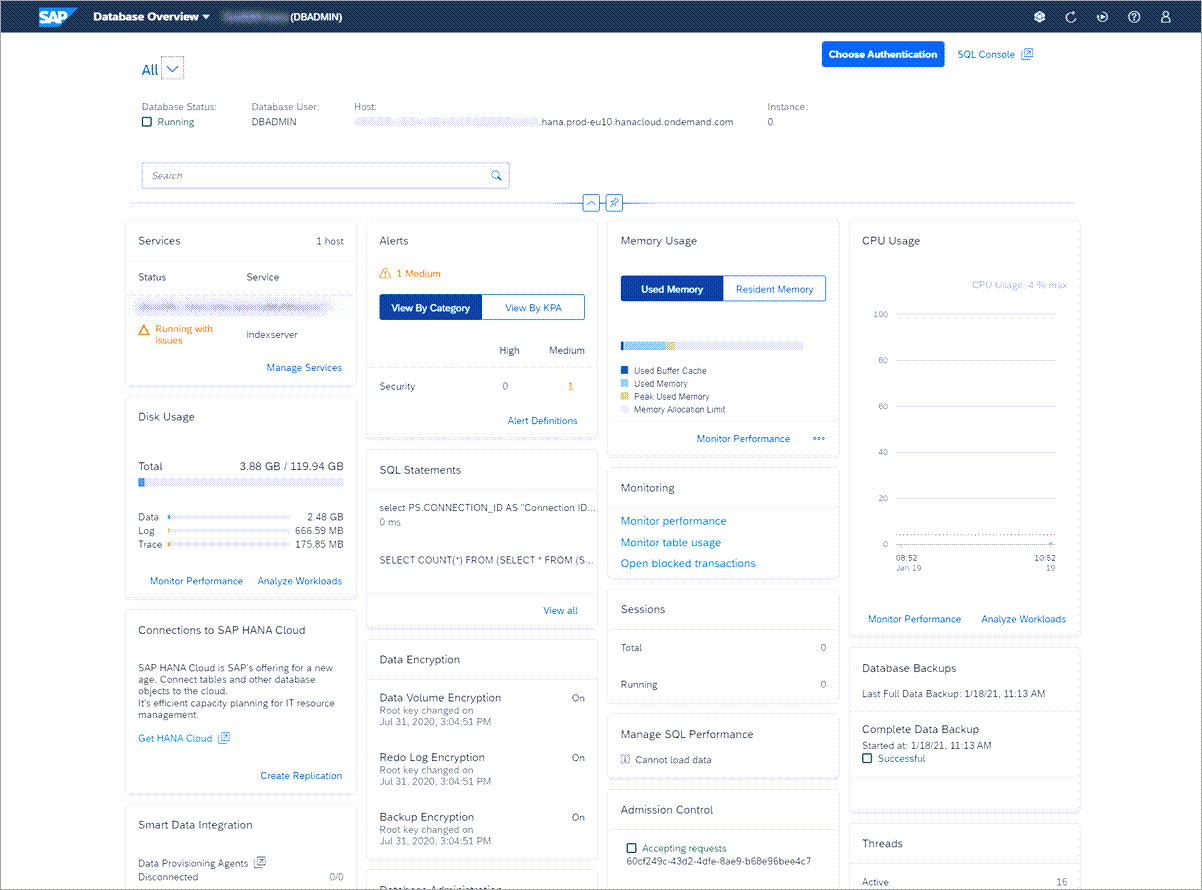 SAP Database Overview (DBADMIN)
All
Choose Authentication SQL Console
Database Status: Database User: Host: Instance:
Running DBADMIN .hana.prod-eu10.hanacloud.ondemand.com 0
Search
Services 1 host
Status Service
Running with
issues
indexserver
Manage Services
Disk Usage
Total 3.88 GB / 119.94 GB
Data 2.48 GB
Log 666.59 MB
Trace 175.85 MB
Monitor Performance Analyze Workloads
Connections to SAP HANA Cloud
SAP HANA Cloud is SAP's offering for a new
age. Connect tables and other database
objects to the cloud.
It's efficient capacity planning for IT resource
management.
Get HANA Cloud
Create Replication
Smart Data Integration
Data Provisioning Agents
Disconnected 0/0
Alerts
1 Medium
View By Category View By KPA
High Medium
Security 0 1
Alert Definitions
SQL Statements
select PS.CONNECTION_ID AS "Connection ID...
0 ms
SELECT COUNT(*) FROM (SELECT * FROM (S...
View all
Data Encryption
Data Volume Encryption On
Root key changed on
Jul 31, 2020, 3:04:51 PM
Redo Log Encryption On
Root key changed on
Jul 31, 2020, 3:04:51 PM
Backup Encryption On
Root key changed on
Jul 31, 2020, 3:04:51 PM
Database Administration
Memory Usage
Used Memory Resident Memory
Used Buffer Cache
Used Memory
Peak Used Memory
Memory Allocation Limit
Monitor Performance
Monitoring
Monitor performance
Monitor table usage
Open blocked transactions
Sessions
Total 0
Running 0
Manage SQL Performance
Cannot load data
Admission Control
Accepting requests
60cf249c-43d2-4dfe-8ae9-b68e96bee4c7
CPU Usage
CPU Usage: 4 % max
100
80
60
40
20
0
08:52 10:52
Jan 19 19
Monitor Performance Analyze Workloads
Database Backups
Last Full Data Backup: 1/18/21, 11:13 AM
Complete Data Backup
Started at: 1/18/21, 11:13 AM
Successful
Threads
Active 16